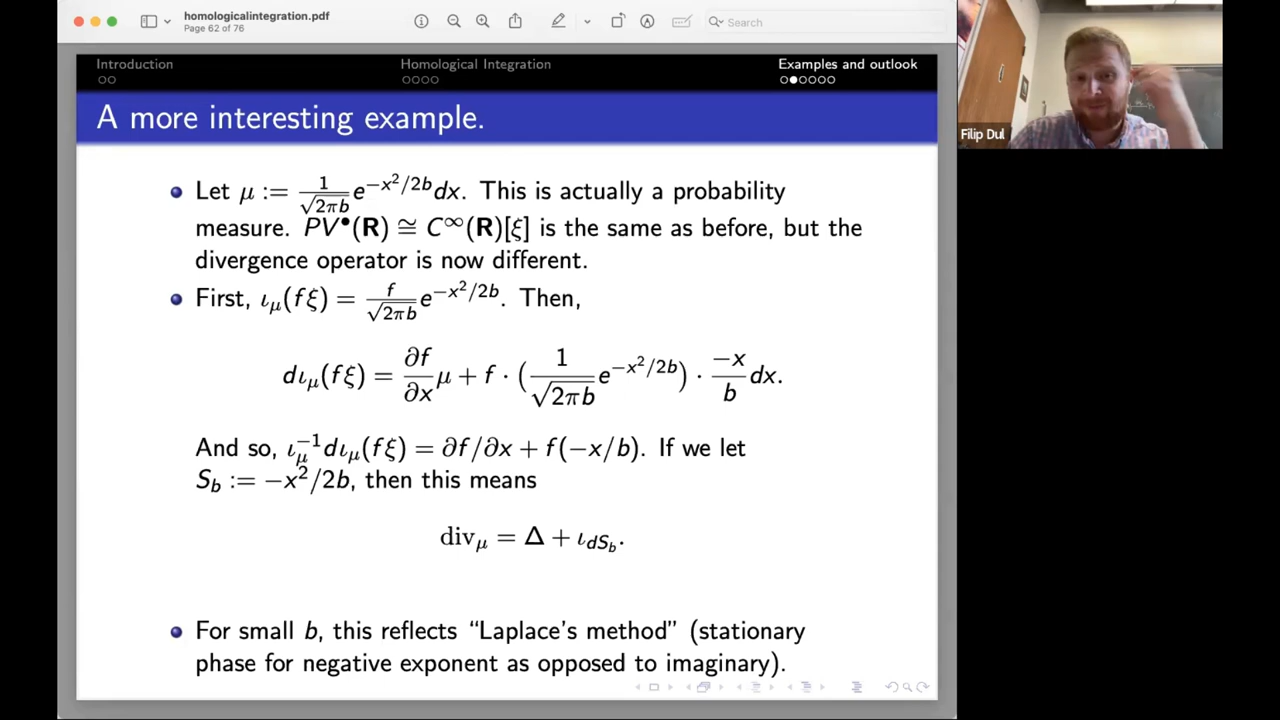 homologicalintegration.pdf
Page 62 of 76
Search
Introduction
Homological Integration
Examples and outlook
A more interesting example.
Let μ := 1/√2πb e^{−x²/2b}dx. This is actually a probability
measure. PV•(R) ≅ C^∞(R)[ξ] is the same as before, but the
divergence operator is now different.
First, ι_μ(fξ) = f/√2πb e^{−x²/2b}. Then,
dι_μ(fξ) = ∂f/∂x μ + f · (1/√2πb e^{−x²/2b}) · −x/b dx.
And so, ι_μ^{−1}dι_μ(fξ) = ∂f/∂x + f(−x/b). If we let
S_b := −x²/2b, then this means
div_μ = Δ + ι_{dS_b}.
For small b, this reflects “Laplace’s method” (stationary
phase for negative exponent as opposed to imaginary).
Filip Dul